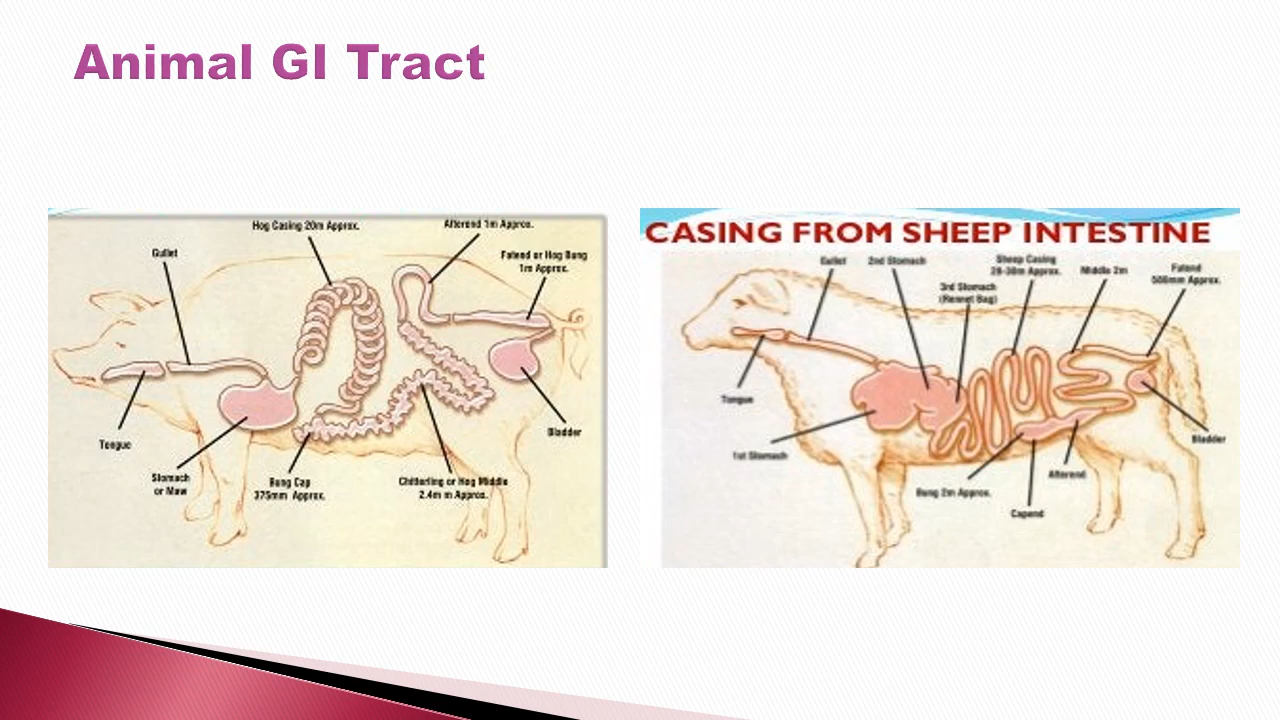 Animal GI Tract
Hog Casing 20m Approx.
Afterend 1m Approx.
Gullet
Fatend or Hog Bung
1m Approx.
Tongue
Stomach
or Maw
Bung Cap
375mm Approx.
Chitterling or Hog Middle
2.4m m Approx.
Bladder
CASING FROM SHEEP INTESTINE
Gullet
2nd Stomach
3rd Stomach
(Rennet Bag)
Sheep Casing
28-30m Approx.
Middle 2m
Fatend
500mm Approx.
Tongue
1st Stomach
Bung 2m Approx.
Capend
Afterend
Bladder